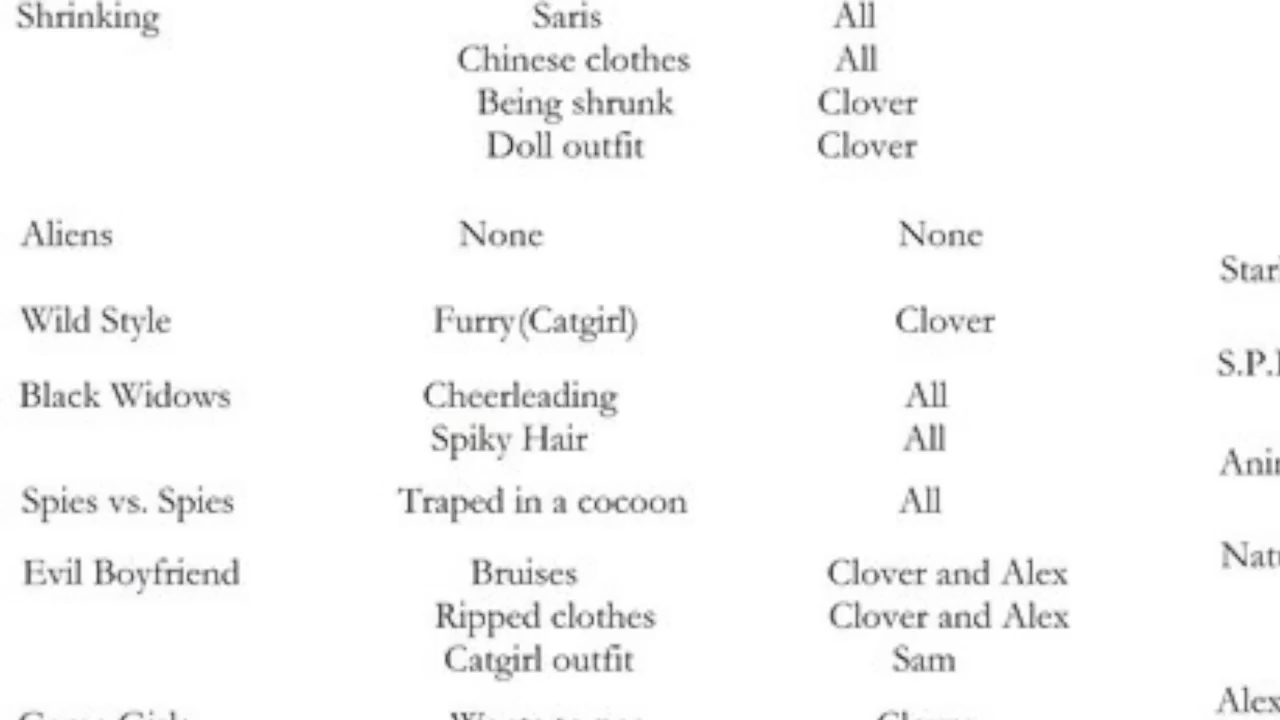 Shrinking Saris All
Chinese clothes All
Being shrunk Clover
Doll outfit Clover
Aliens None None
Wild Style Furry(Catgirl) Clover
Black Widows Cheerleading All
Spiky Hair All
Spies vs. Spies Traped in a cocoon All
Evil Boyfriend Bruises Clover and Alex
Ripped clothes Clover and Alex
Catgirl outfit Sam
Alex